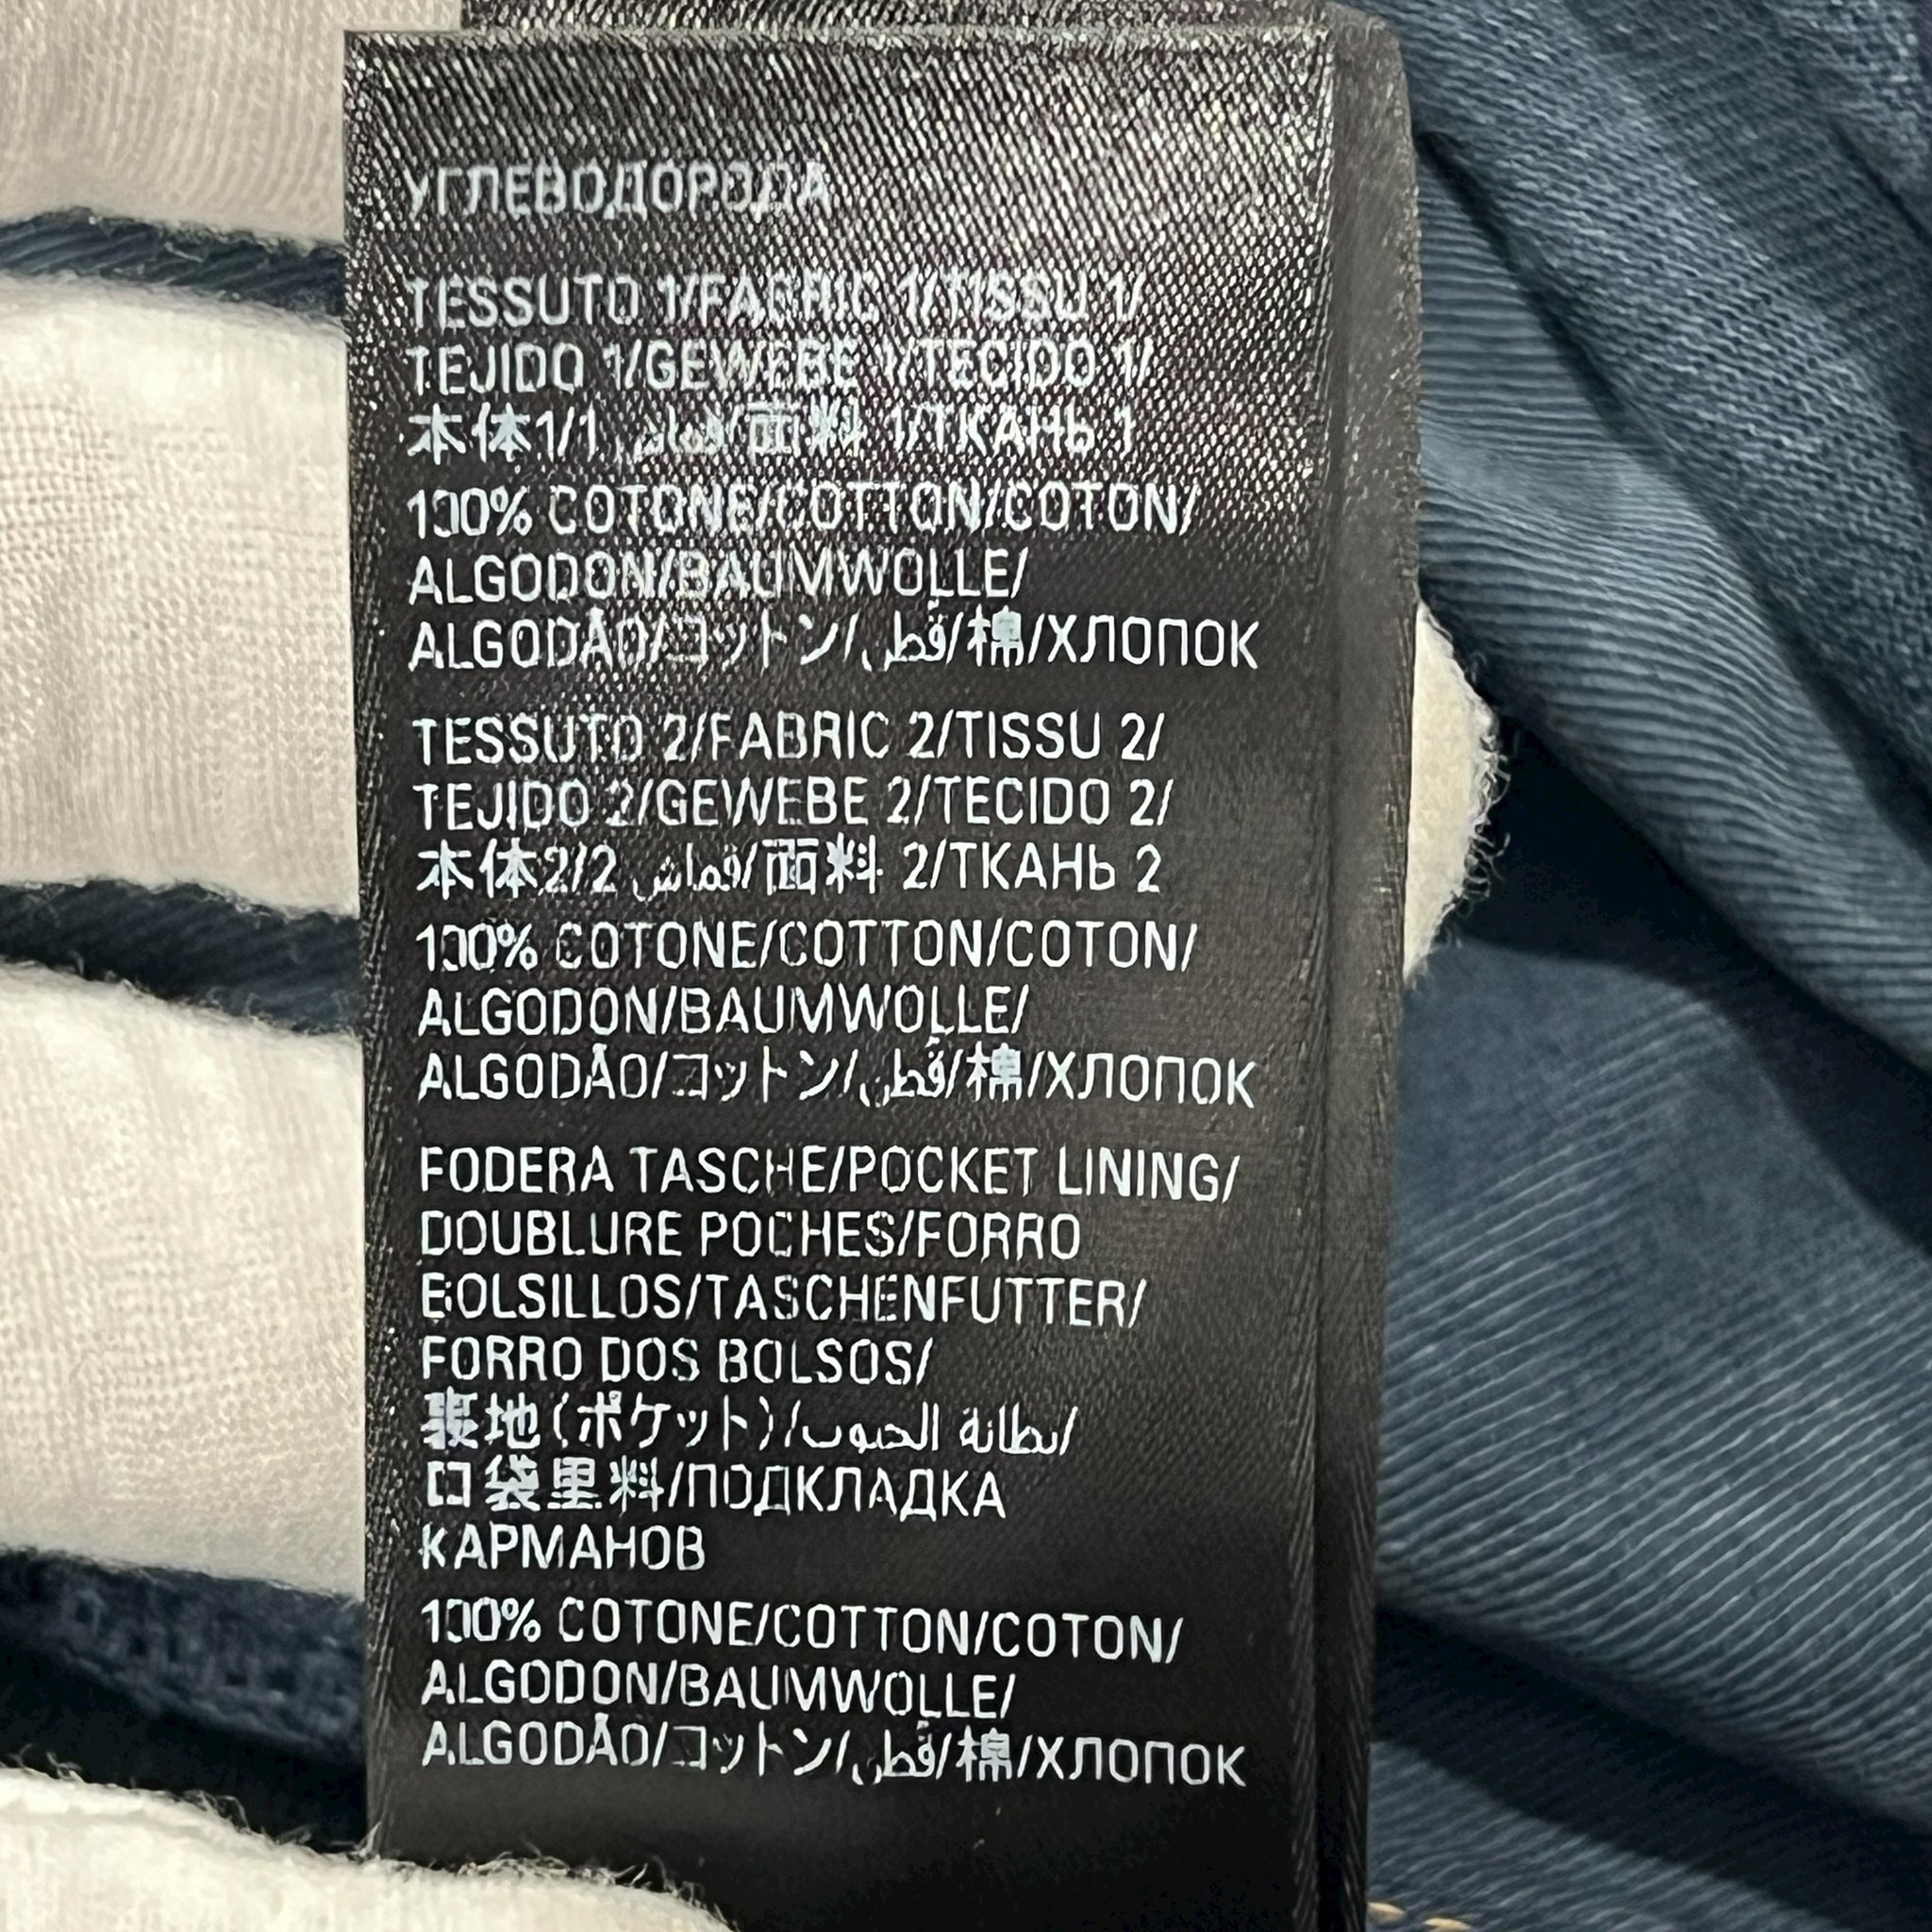 УГЛЕВОДОРОДА
TESSUTO 1/FABRIC 1/TISSU 1/
TEJIDO 1/GEWEBE 1/TECIDO 1/
本体1/1 قماش/面料 1/ТКАНЬ 1
100% COTONE/COTTON/COTON/
ALGODON/BAUMWOLLE/
ALGODÃO/コットン/قطن/棉/ХЛОПОК
TESSUTO 2/FABRIC 2/TISSU 2/
TEJIDO 2/GEWEBE 2/TECIDO 2/
本体2/2 قماش/面料 2/ТКАНЬ 2
100% COTONE/COTTON/COTON/
ALGODON/BAUMWOLLE/
ALGODÃO/コットン/قطن/棉/ХЛОПОК
FODERA TASCHE/POCKET LINING/
DOUBLURE POCHES/FORRO
BOLSILLOS/TASCHENFUTTER/
FORRO DOS BOLSOS/
裏地(ポケット)/بطانة الجيوب/
口袋里料/ПОДКЛАДКА
КАРМАНОВ
100% COTONE/COTTON/COTON/
ALGODON/BAUMWOLLE/
ALGODÃO/コットン/قطن/棉/ХЛОПОК